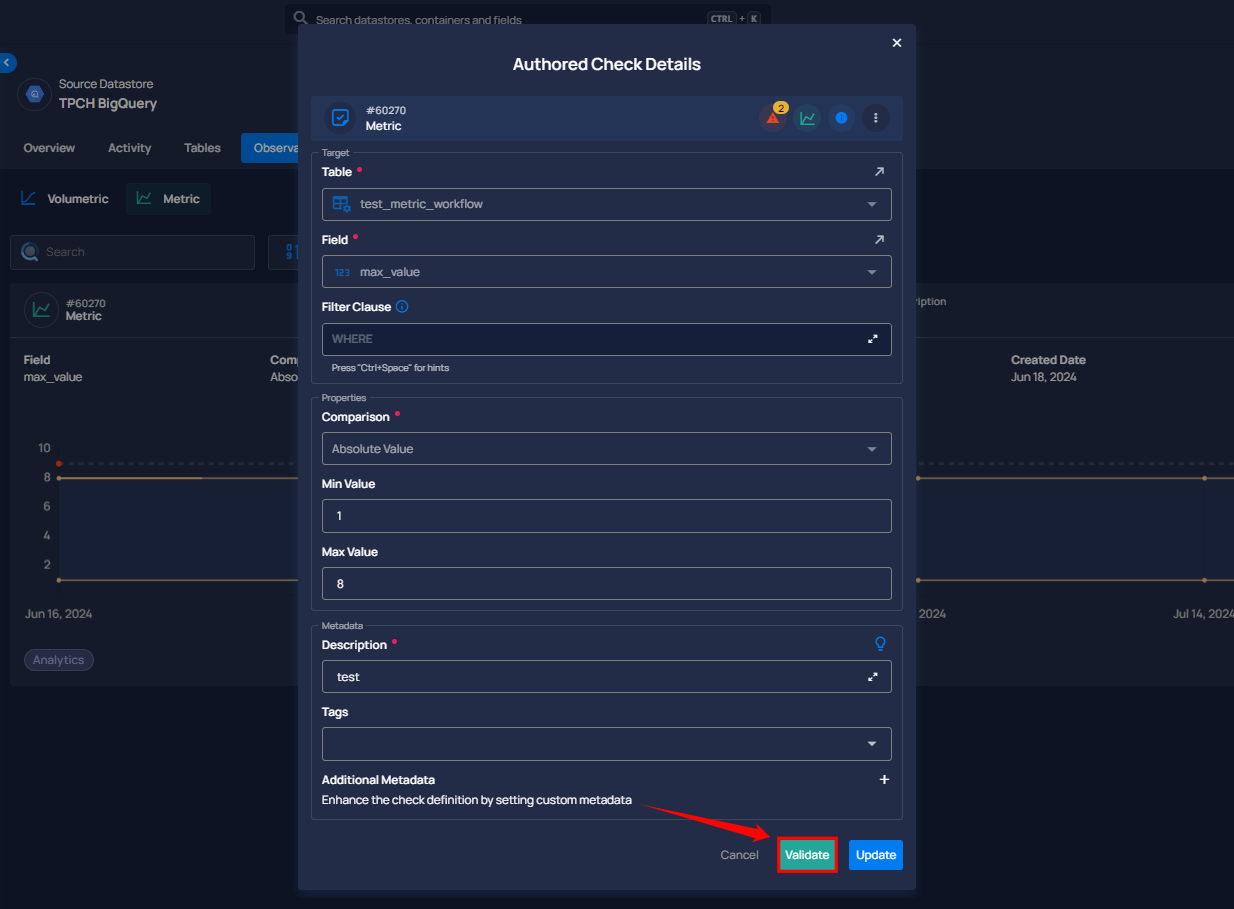 Search datastores, containers and fields
CTRL + K
Source Datastore
TPCH BigQuery
Overview
Activity
Tables
Observa
Volumetric
Metric
Search
#60270
Metric
Field
max_value
Com
Abso
10
8
6
4
2
Jun 16, 2024
Analytics
Authored Check Details
#60270
Metric
2
Target
Table
test_metric_workflow
Field
123 max_value
Filter Clause
WHERE
Press "Ctrl+Space" for hints
Properties
Comparison
Absolute Value
Min Value
1
Max Value
8
Metadata
Description
test
Tags
Additional Metadata
Enhance the check definition by setting custom metadata
Cancel
Validate
Update
ription
Created Date
Jun 18, 2024
2024
Jul 14, 2024